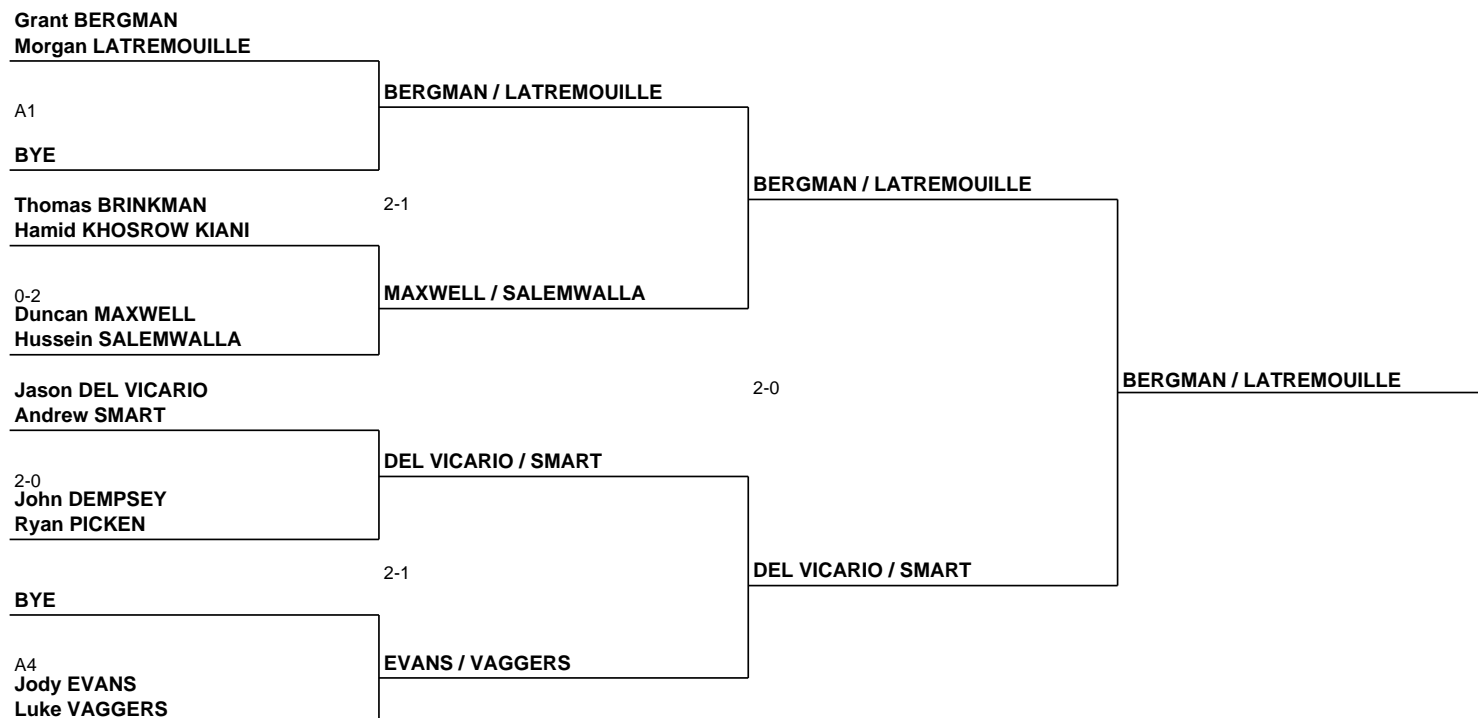 Grant BERGMAN
Morgan LATREMOUILLE
BERGMAN / LATREMOUILLE
A1
BYE
BERGMAN / LATREMOUILLE
Thomas BRINKMAN
2-1
Hamid KHOSROW KIANI
0-2
MAXWELL / SALEMWALLA
Duncan MAXWELL
Hussein SALEMWALLA
Jason DEL VICARIO
2-0
BERGMAN / LATREMOUILLE
Andrew SMART
DEL VICARIO / SMART
2-0
John DEMPSEY
Ryan PICKEN
2-1
DEL VICARIO / SMART
BYE
A4
EVANS / VAGGERS
Jody EVANS
Luke VAGGERS